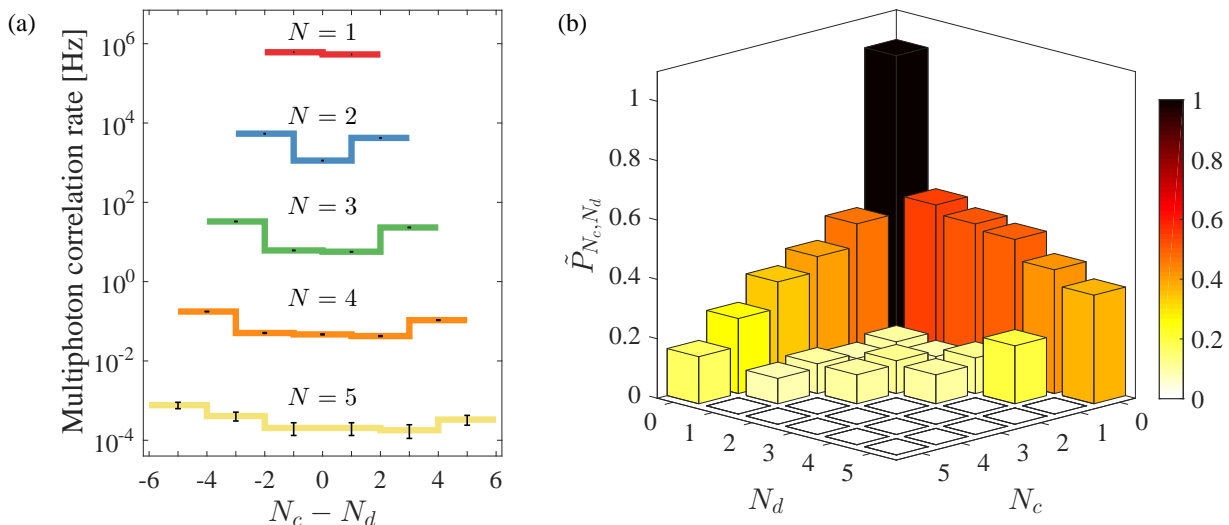 (a)
Multiphoton correlation rate [Hz]
10^6
10^4
10^2
10^0
10^-2
10^-4
N = 1
N = 2
N = 3
N = 4
N = 5
-6 -4 -2 0 2 4 6
N_c − N_d
(b)
P̃_{N_c,N_d}
1
0.8
0.6
0.4
0.2
0
0 1 2 3 4 5
N_d
5 4 3 2 1 0
N_c
1
0.8
0.6
0.4
0.2
0